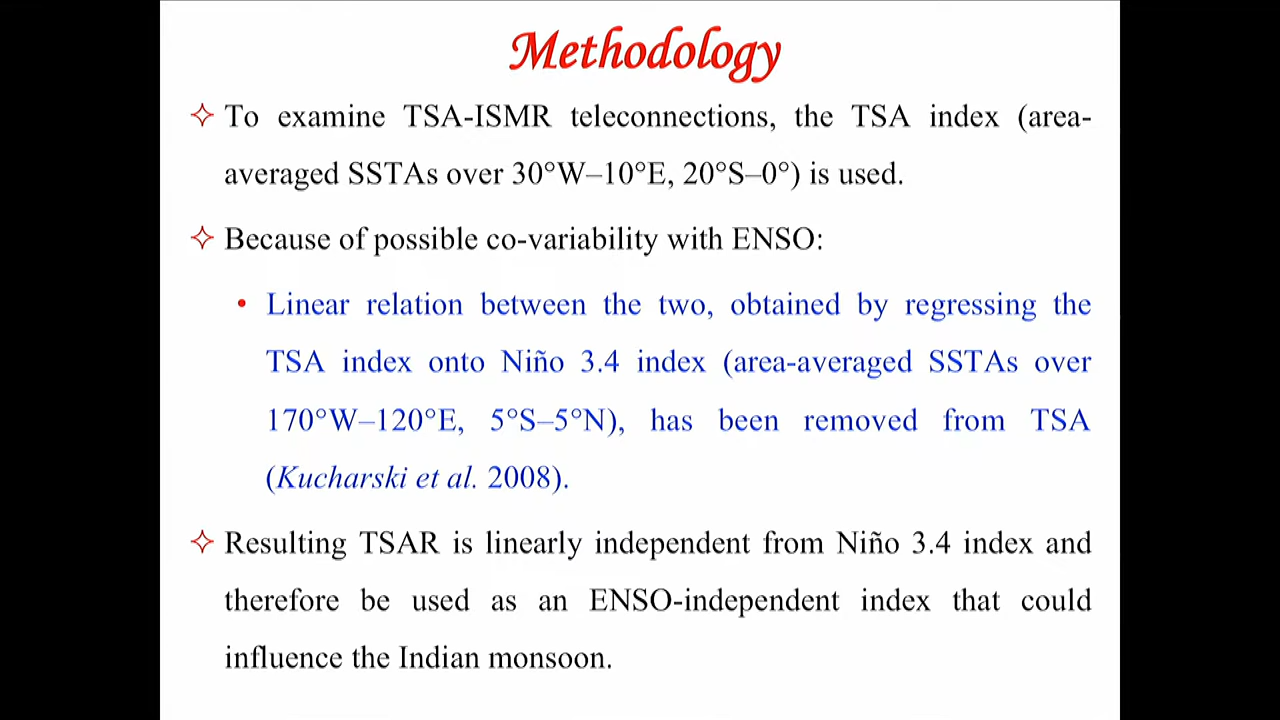 Methodology
To examine TSA-ISMR teleconnections, the TSA index (area-
averaged SSTAs over 30°W–10°E, 20°S–0°) is used.
Because of possible co-variability with ENSO:
• Linear relation between the two, obtained by regressing the
TSA index onto Niño 3.4 index (area-averaged SSTAs over
170°W–120°E, 5°S–5°N), has been removed from TSA
(Kucharski et al. 2008).
Resulting TSAR is linearly independent from Niño 3.4 index and
therefore be used as an ENSO-independent index that could
influence the Indian monsoon.